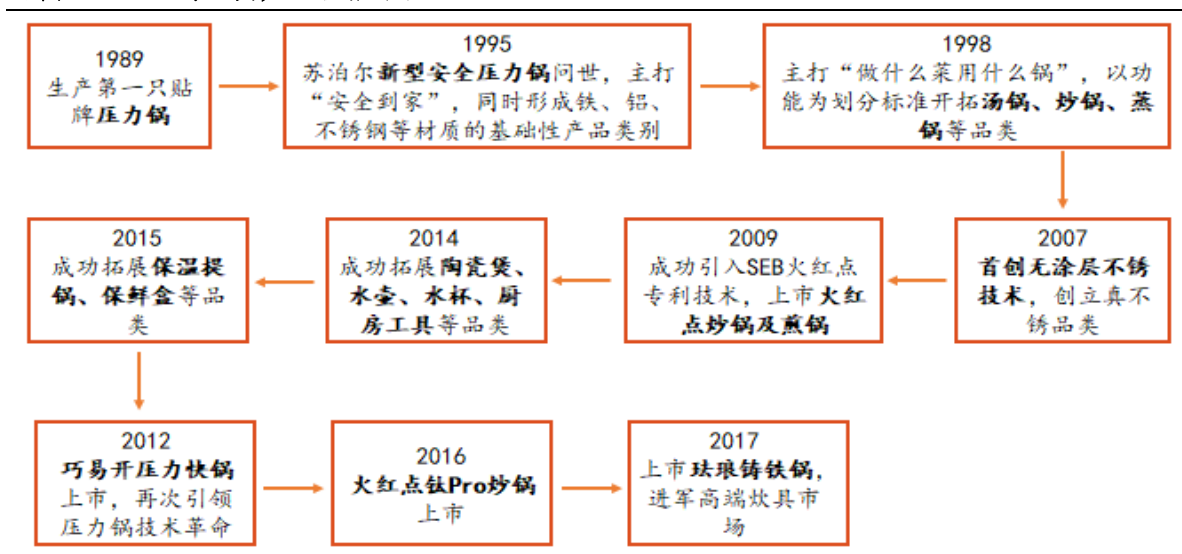 1989
生产第一只贴
牌压力锅
1995
苏泊尔新型安全压力锅问世，主打
“安全到家”，同时形成铁、铝、
不锈钢等材质的基础性产品类别
1998
主打“做什么菜用什么锅”，以功
能为划分标准开拓汤锅、炒锅、蒸
锅等品类
2007
首创无涂层不锈
技术，创立真不
锈品类
2009
成功引入SEB火红点
专利技术，上市火红
点炒锅及煎锅
2014
成功拓展陶瓷煲、
水壶、水杯、厨
房工具等品类
2015
成功拓展保温提
锅、保鲜盒等品
类
2012
巧易开压力快锅
上市，再次引领
压力锅技术革命
2016
火红点钛Pro炒锅
上市
2017
上市珐琅铸铁锅，
进军高端炊具市
场